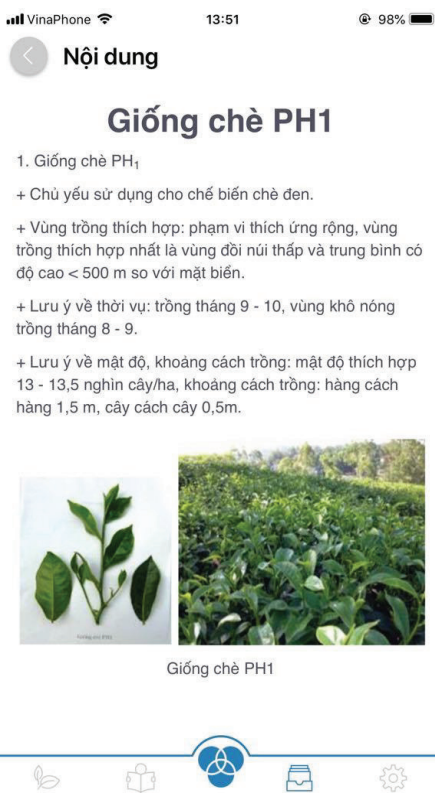 VinaPhone 13:51 98%
Nội dung
Giống chè PH1
1. Giống chè PH₁
+ Chủ yếu sử dụng cho chế biến chè đen.
+ Vùng trồng thích hợp: phạm vi thích ứng rộng, vùng
trồng thích hợp nhất là vùng đồi núi thấp và trung bình có
độ cao < 500 m so với mặt biển.
+ Lưu ý về thời vụ: trồng tháng 9 - 10, vùng khô nóng
trồng tháng 8 - 9.
+ Lưu ý về mật độ, khoảng cách trồng: mật độ thích hợp
13 - 13,5 nghìn cây/ha, khoảng cách trồng: hàng cách
hàng 1,5 m, cây cách cây 0,5m.
Giống chè PH1
Giống chè PH1